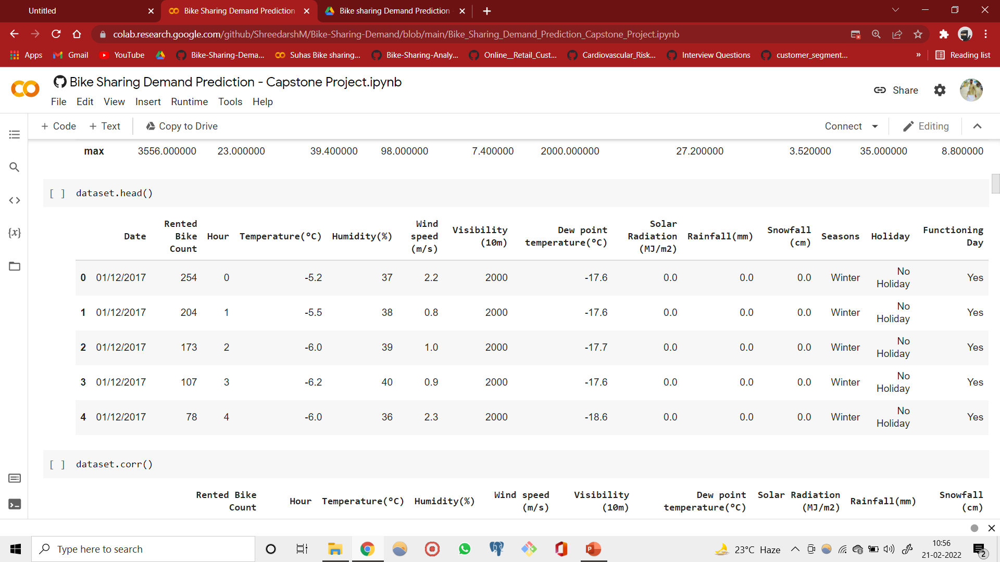 Untitled
Bike Sharing Demand Prediction
Bike sharing Demand Prediction
colab.research.google.com/github/ShreedarshM/Bike-Sharing-Demand/blob/main/Bike_Sharing_Demand_Prediction_Capstone_Project.ipynb
Apps Gmail YouTube Bike-Sharing-Dema... Suhas Bike sharing... Bike-Sharing-Analy... Online__Retail_Cust... Cardiovascular_Risk... Interview Questions customer_segment... » Reading list
Bike Sharing Demand Prediction - Capstone Project.ipynb
File Edit View Insert Runtime Tools Help
Share
+ Code + Text Copy to Drive Connect Editing
max 3556.000000 23.000000 39.400000 98.000000 7.400000 2000.000000 27.200000 3.520000 35.000000 8.800000
[ ] dataset.head()
Date Rented Bike Count Hour Temperature(°C) Humidity(%) Wind speed (m/s) Visibility (10m) Dew point temperature(°C) Solar Radiation (MJ/m2) Rainfall(mm) Snowfall (cm) Seasons Holiday Functioning Day
0 01/12/2017 254 0 -5.2 37 2.2 2000 -17.6 0.0 0.0 0.0 Winter No Holiday Yes
1 01/12/2017 204 1 -5.5 38 0.8 2000 -17.6 0.0 0.0 0.0 Winter No Holiday Yes
2 01/12/2017 173 2 -6.0 39 1.0 2000 -17.7 0.0 0.0 0.0 Winter No Holiday Yes
3 01/12/2017 107 3 -6.2 40 0.9 2000 -17.6 0.0 0.0 0.0 Winter No Holiday Yes
4 01/12/2017 78 4 -6.0 36 2.3 2000 -18.6 0.0 0.0 0.0 Winter No Holiday Yes
[ ] dataset.corr()
Rented Bike Count Hour Temperature(°C) Humidity(%) Wind speed (m/s) Visibility (10m) Dew point temperature(°C) Solar Radiation (MJ/m2) Rainfall(mm) Snowfall (cm)
Type here to search
23°C Haze
10:56
21-02-2022
2